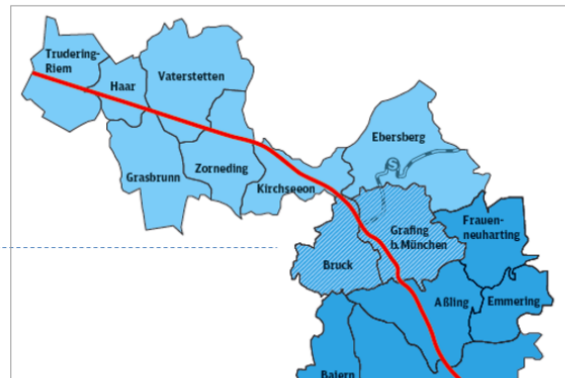 Trudering-
Riem
Haar
Vaterstetten
Grasbrunn
Zorneding
Kirchseeon
Ebersberg
S
Grafing
b.München
Bruck
Frauen-
neuharting
Aßling
Emmering
Baiern